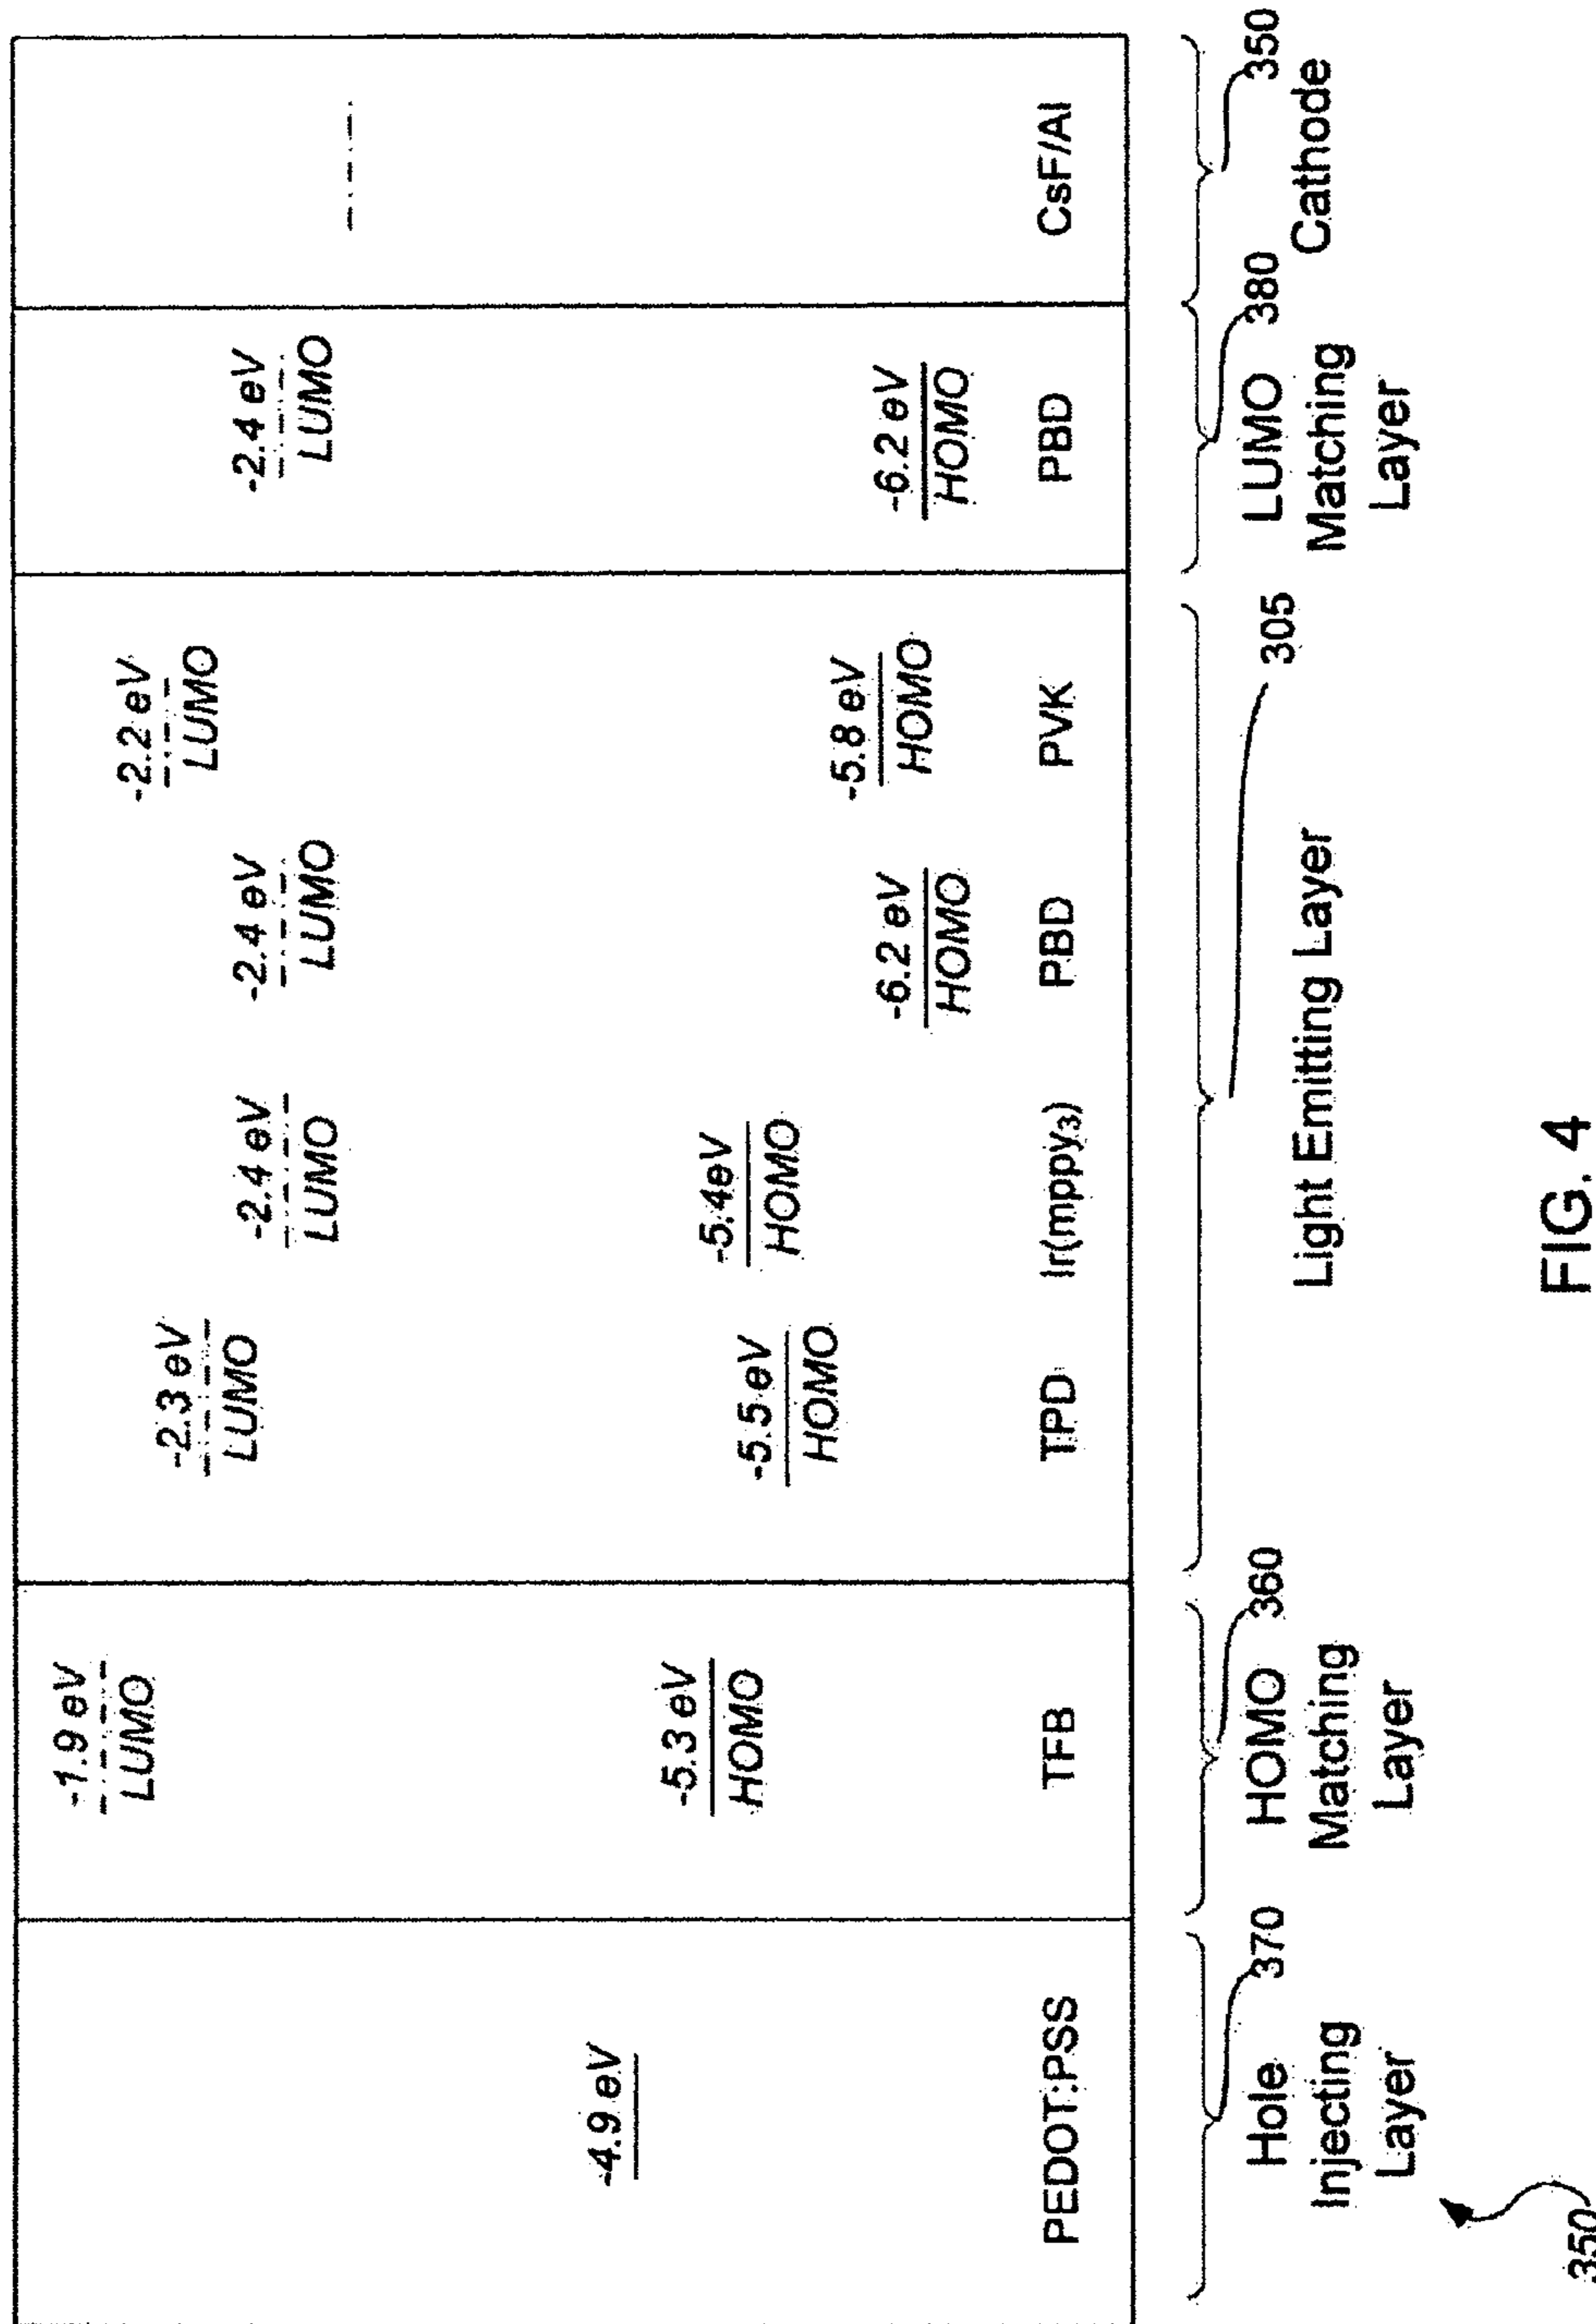 -4.9 eV
PEDOT:PSS
-1.9 eV
LUMO
-5.3 eV
HOMO
TFB
-2.3 eV
LUMO
-5.5 eV
HOMO
TPD
-2.4 eV
LUMO
-5.4eV
HOMO
Ir(mppy₃)
-2.4 eV
LUMO
-6.2 eV
HOMO
PBD
-2.2 eV
LUMO
-5.8 eV
HOMO
PVK
-2.4 eV
LUMO
-6.2 eV
HOMO
PBD
CsF/Al
Hole 370
Injecting
Layer
HOMO 360
Matching
Layer
305
Light Emitting Layer
LUMO 380
Matching
Layer
350
Cathode
350
FIG. 4